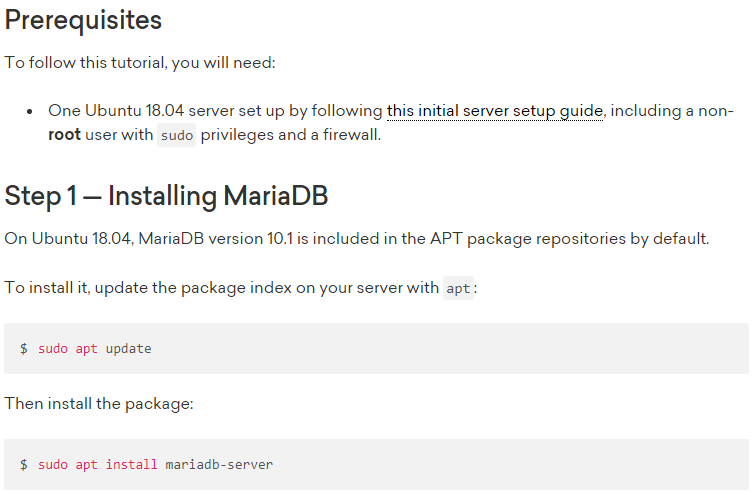 Prerequisites
To follow this tutorial, you will need:
• One Ubuntu 18.04 server set up by following this initial server setup guide, including a non-
root user with sudo privileges and a firewall.
Step 1 — Installing MariaDB
On Ubuntu 18.04, MariaDB version 10.1 is included in the APT package repositories by default.
To install it, update the package index on your server with apt:
$ sudo apt update
Then install the package:
$ sudo apt install mariadb-server